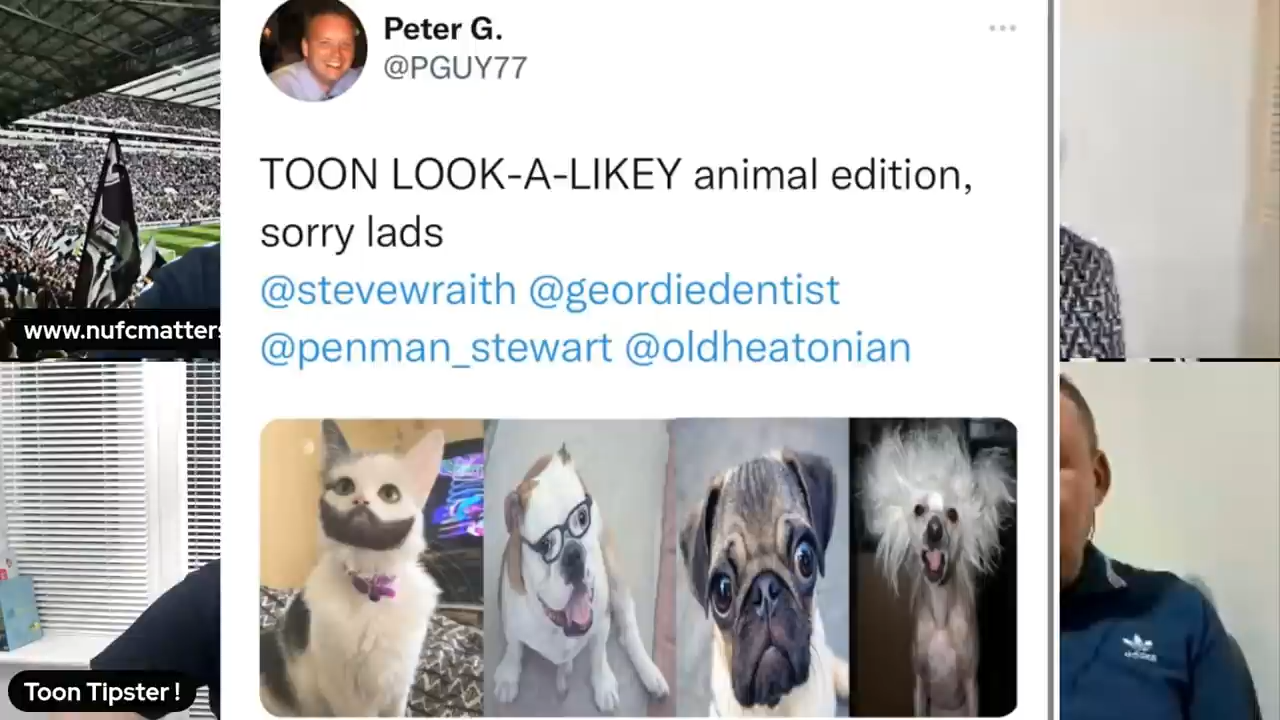 Peter G.
@PGUY77
TOON LOOK-A-LIKEY animal edition,
sorry lads
@stevewraith @geordiedentist
@penman_stewart @oldheatonian
www.nufcmatters
Toon Tipster !